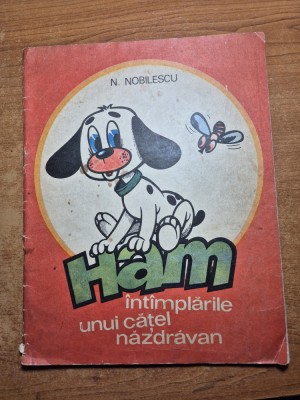 N. NOBILESCU
Ham
întîmplările
unui cățel
năzdrăvan